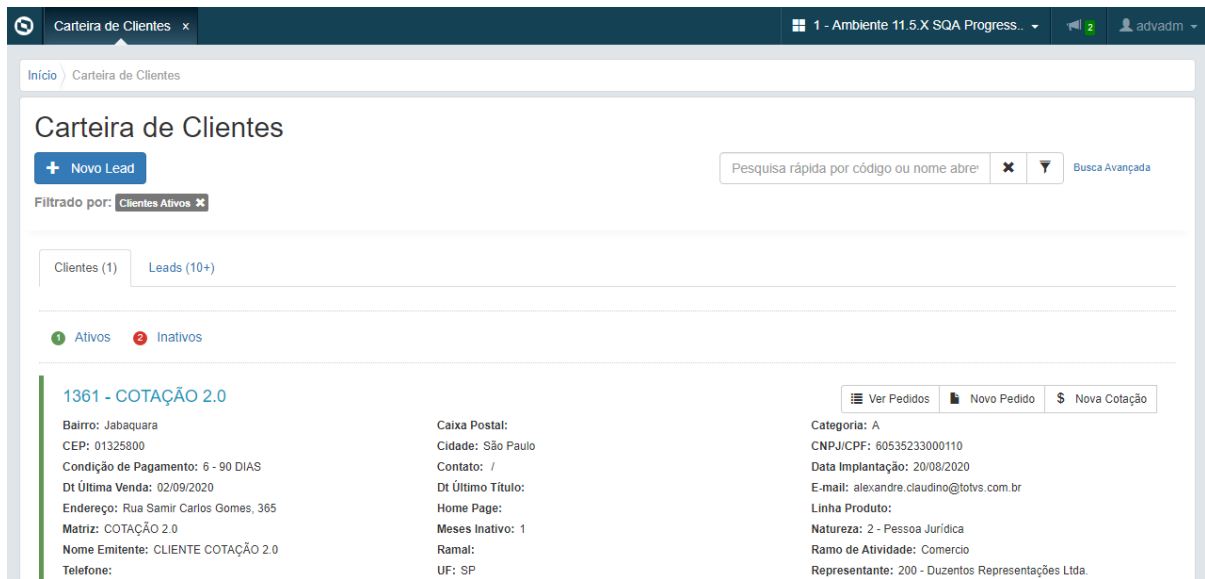 Carteira de Clientes x
1 - Ambiente 11.5.X SQA Progress..
2
advadm
Início
Carteira de Clientes
Carteira de Clientes
+ Novo Lead
Pesquisa rápida por código ou nome abre
Busca Avançada
Filtrado por: Clientes Ativos ✖
Clientes (1)
Leads (10+)
1 Ativos
2 Inativos
1361 - COTAÇÃO 2.0
Ver Pedidos
Novo Pedido
$ Nova Cotação
Bairro: Jabaquara
Caixa Postal:
Categoria: A
CEP: 01325800
Cidade: São Paulo
CNPJ/CPF: 60535233000110
Condição de Pagamento: 6 - 90 DIAS
Contato: /
Data Implantação: 20/08/2020
Dt Última Venda: 02/09/2020
Dt Último Título:
E-mail: alexandre.claudino@totvs.com.br
Endereço: Rua Samir Carlos Gomes, 365
Home Page:
Linha Produto:
Matriz: COTAÇÃO 2.0
Meses Inativo: 1
Natureza: 2 - Pessoa Jurídica
Nome Emitente: CLIENTE COTAÇÃO 2.0
Ramal:
Ramo de Atividade: Comercio
Telefone:
UF: SP
Representante: 200 - Duzentos Representações Ltda.